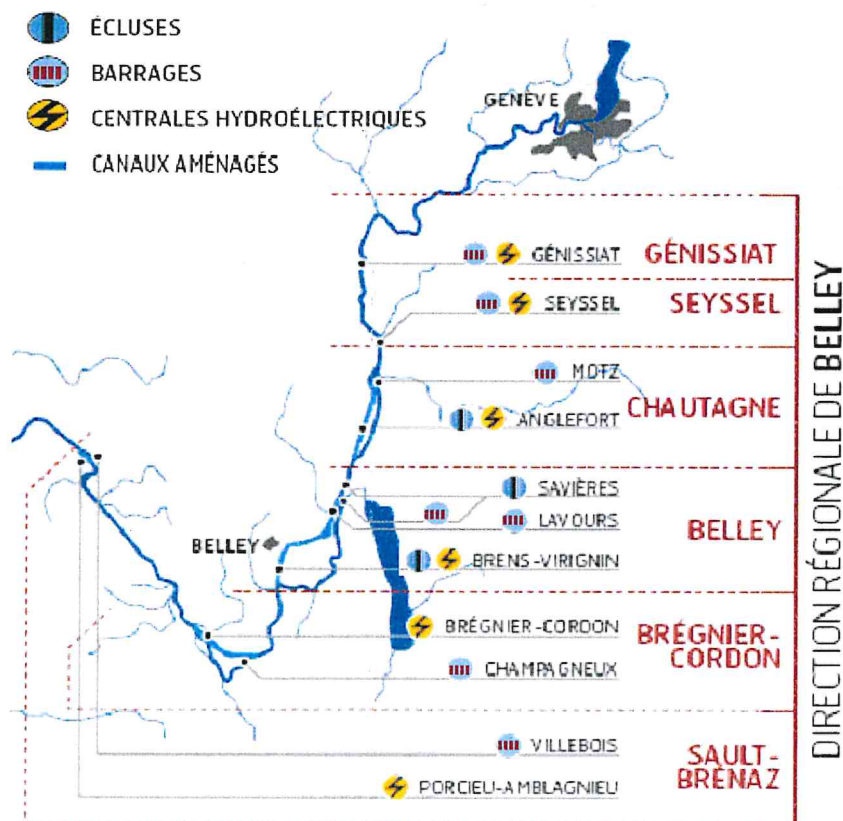 ÉCLUSES
BARRAGES
CENTRALES HYDROÉLECTRIQUES
CANAUX AMÉNAGÉS
GENÈVE
GÉNISSIAT
GÉNISSIAT
SEYSSEL
SEYSSEL
MOTZ
CHAUTAGNE
ANGLEFORT
SAVIÈRES
LAVOURS
BELLEY
BELLEY
BRENS-VIRIGNIN
BRÉGNIER-CORDON
BRÉGNIER-
CORDON
CHAMPAGNEUX
VILLEBOIS
SAULT-
BRÉNAZ
PORCIEU-AMBLAGNIEU
DIRECTION RÉGIONALE DE BELLEY